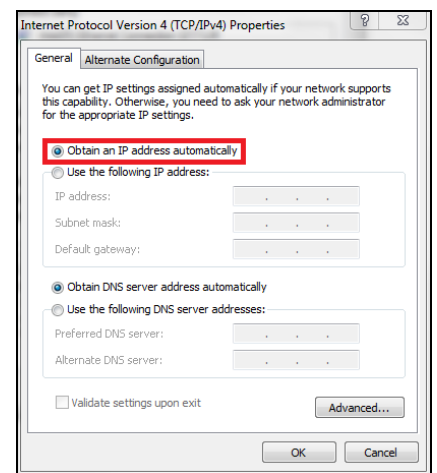 Internet Protocol Version 4 (TCP/IPv4) Properties
General
Alternate Configuration
You can get IP settings assigned automatically if your network supports
this capability. Otherwise, you need to ask your network administrator
for the appropriate IP settings.
Obtain an IP address automatically
Use the following IP address:
IP address:
Subnet mask:
Default gateway:
Obtain DNS server address automatically
Use the following DNS server addresses:
Preferred DNS server:
Alternate DNS server:
Validate settings upon exit
Advanced...
OK
Cancel